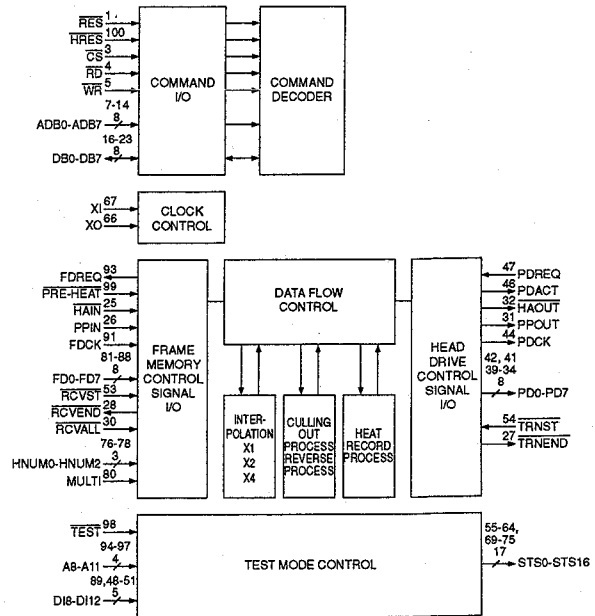 RES 1
HRES 100
CS 3
RD 4
WR 5
7-14
ADB0-ADB7 8
16-23
DB0-DB7 8
COMMAND
I/O
COMMAND
DECODER
XI 67
XO 66
CLOCK
CONTROL
FDREQ 93
PRE-HEAT 99
HAIN 25
PPIN 26
FDCK 91
81-88
FD0-FD7 8
RCVST 53
RCVEND 28
RCVALL 30
76-78
HNUM0-HNUM2 3
MULTI 80
FRAME
MEMORY
CONTROL
SIGNAL
I/O
DATA FLOW
CONTROL
INTER-
POLATION
X1
X2
X4
CULLING
OUT
PROCESS
REVERSE
PROCESS
HEAT
RECORD
PROCESS
HEAD
DRIVE
CONTROL
SIGNAL
I/O
47 PDREQ
46 PDACT
32 HAOUT
31 PPOUT
44 PDCK
42, 41
39-34
8 PD0-PD7
54 TRNST
27 TRNEND
TEST 98
94-97
A8-A11 4
89,48-51
DI8-DI12 5
TEST MODE CONTROL
55-64,
69-75
17 STS0-STS16